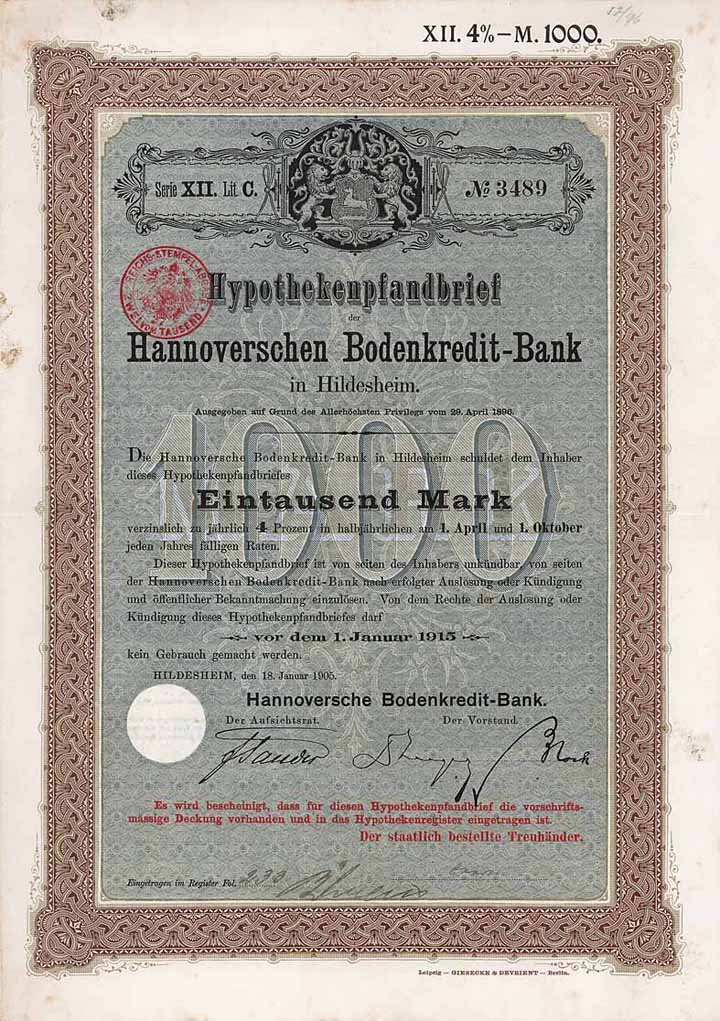 XII. 4% – M. 1000.
Serie XII. Lit C.
№ 3489
REICHS-STEMPELABGABE
ZWEI VOM TAUSEND
Hypothekenpfandbrief
der
Hannoverschen Bodenkredit-Bank
in Hildesheim.
Ausgegeben auf Grund des Allerhöchsten Privilegs vom 29. April 1896.
1000
MARK
Die Hannoversche Bodenkredit-Bank in Hildesheim schuldet dem Inhaber
dieses Hypothekenpfandbriefes
Eintausend Mark
verzinslich zu jährlich 4 Prozent in halbjährlichen am 1. April und 1. Oktober
jeden Jahres fälligen Raten.
Dieser Hypothekenpfandbrief ist von seiten des Inhabers unkündbar, von seiten
der Hannoverschen Bodenkredit-Bank nach erfolgter Auslosung oder Kündigung
und öffentlicher Bekanntmachung einzulösen. Von dem Rechte der Auslosung oder
Kündigung dieses Hypothekenpfandbriefes darf
vor dem 1. Januar 1915
kein Gebrauch gemacht werden.
HILDESHEIM, den 18. Januar 1905.
Hannoversche Bodenkredit-Bank.
Der Aufsichtsrat.
Der Vorstand.
Es wird bescheinigt, dass für diesen Hypothekenpfandbrief die vorschrifts-
mässige Deckung vorhanden und in das Hypothekenregister eingetragen ist.
Der staatlich bestellte Treuhänder.
Eingetragen im Register Fol.
Leipzig — GIESECKE & DEVRIENT — Berlin.